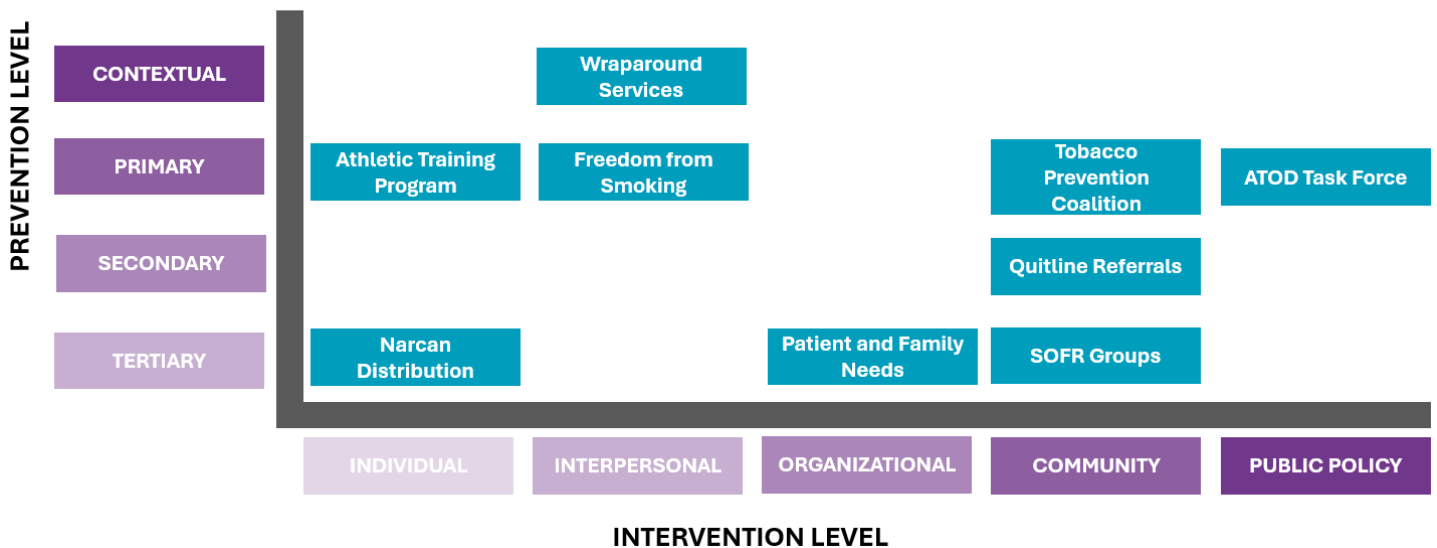 PREVENTION LEVEL
CONTEXTUAL
Wraparound
Services
PRIMARY
Athletic Training
Program
Freedom from
Smoking
Tobacco
Prevention
Coalition
ATOD Task Force
SECONDARY
Quitline Referrals
TERTIARY
Narcan
Distribution
Patient and Family
Needs
SOFR Groups
INDIVIDUAL
INTERPERSONAL
ORGANIZATIONAL
COMMUNITY
PUBLIC POLICY
INTERVENTION LEVEL